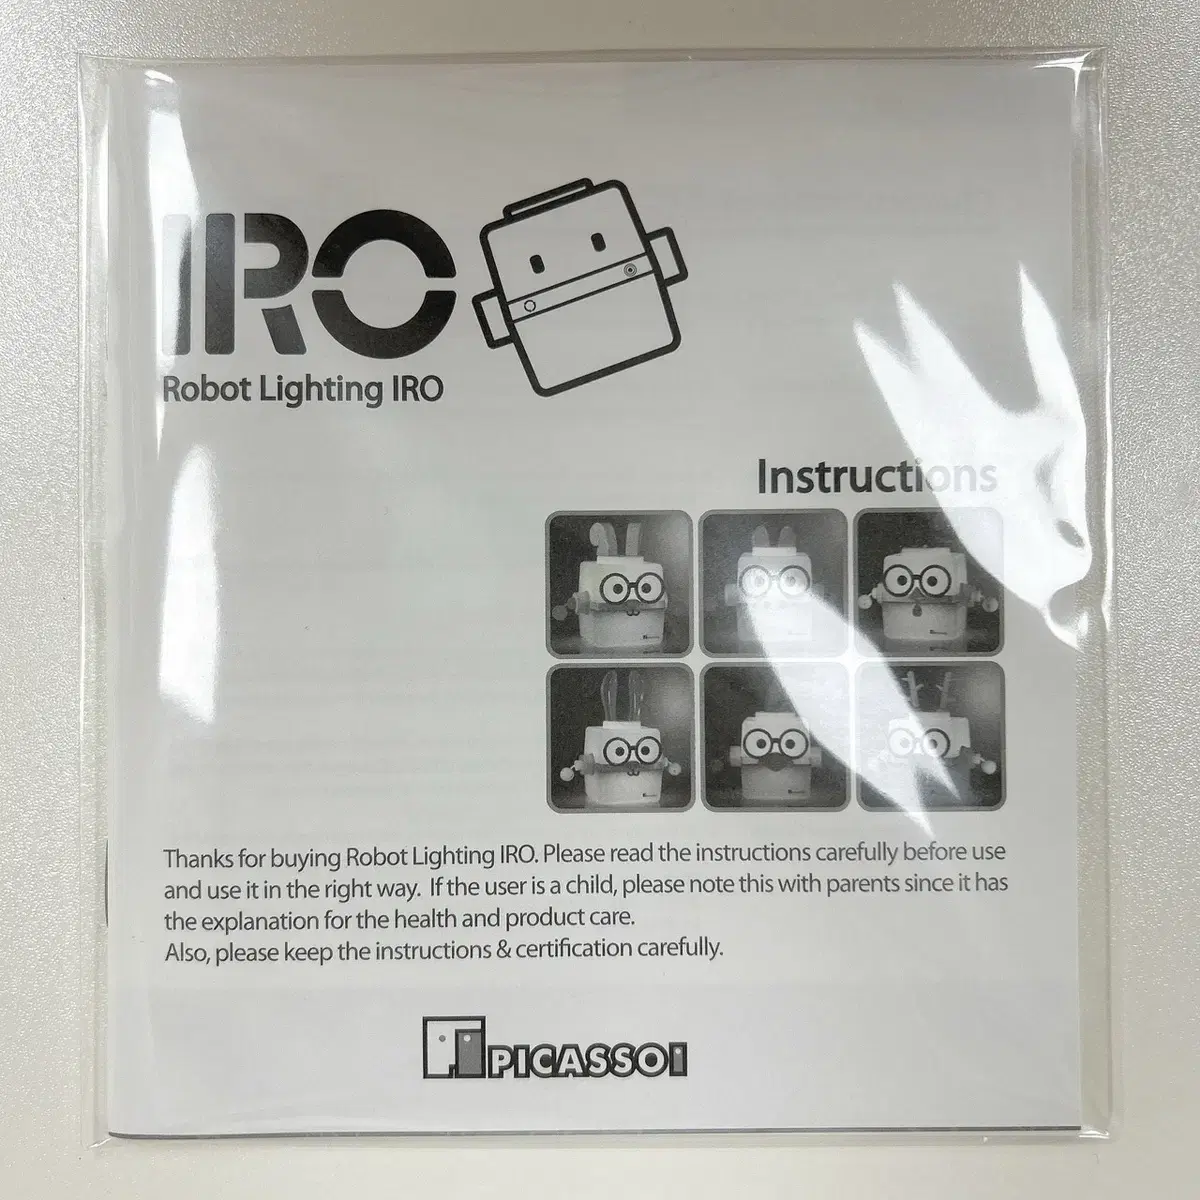 IRO
Robot Lighting IRO
Instructions
Thanks for buying Robot Lighting IRO. Please read the instructions carefully before use
and use it in the right way. If the user is a child, please note this with parents since it has
the explanation for the health and product care.
Also, please keep the instructions & certification carefully.
PICASSOi